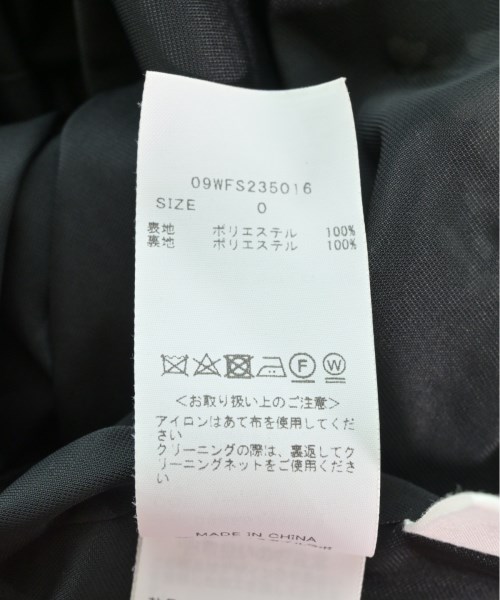 09WFS235016
SIZE 0
表地 ポリエステル 100%
裏地 ポリエステル 100%
F W
＜お取り扱い上のご注意＞
アイロンはあて布を使用してくだ
さい
クリーニングの際は、裏返してク
リーニングネットをご使用くださ
い
MADE IN CHINA